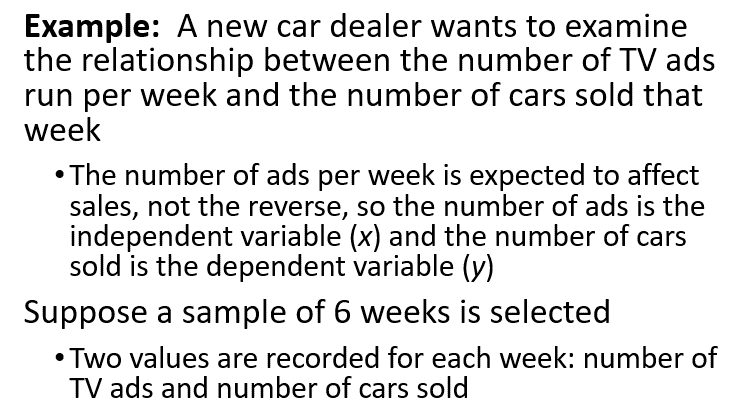 Example: A new car dealer wants to examine
the relationship between the number of TV ads
run per week and the number of cars sold that
week
• The number of ads per week is expected to affect
sales, not the reverse, so the number of ads is the
independent variable (x) and the number of cars
sold is the dependent variable (y)
Suppose a sample of 6 weeks is selected
• Two values are recorded for each week: number of
TV ads and number of cars sold